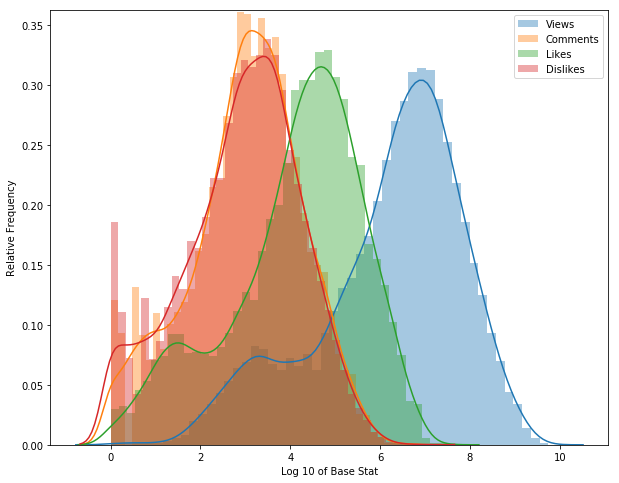 0.35
0.30
0.25
0.20
0.15
0.10
0.05
0.00
Relative Frequency
0
2
4
6
8
10
Log 10 of Base Stat
Views
Comments
Likes
Dislikes